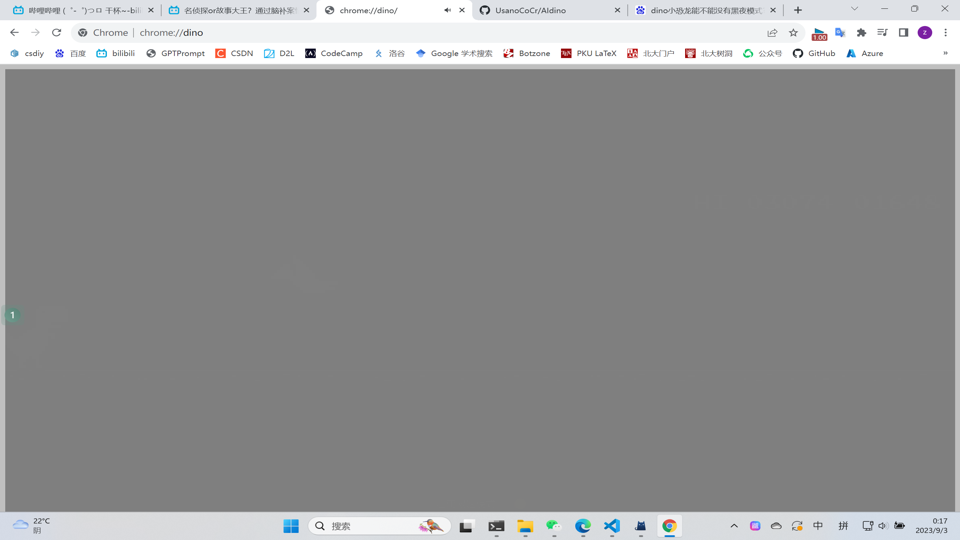 哔哩哔哩 (゜-゜)つロ 干杯~-bili
名侦探or故事大王？通过脑补案
chrome://dino/
UsanoCoCr/AIdino
dino小恐龙能不能没有黑夜模式
Chrome | chrome://dino
1.00
z
csdiy
百度
bilibili
GPTPrompt
CSDN
D2L
CodeCamp
洛谷
Google 学术搜索
Botzone
PKU LaTeX
北大门户
北大树洞
公众号
GitHub
Azure
»
1
22°C
阴
搜索
中
拼
0:17
2023/9/3